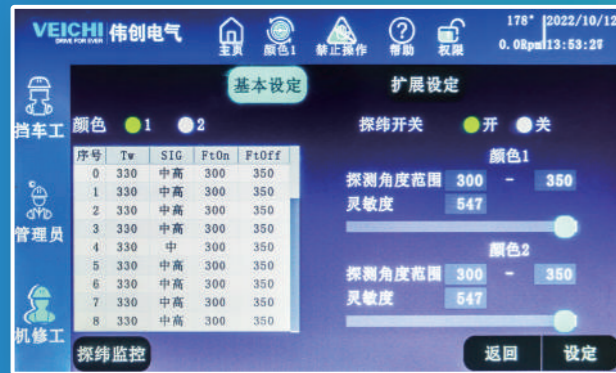 VEICHI 伟创电气
DRIVE FOR EVER
主页 颜色1 禁止操作 帮助 权限
178° 2022/10/12
0.0Rpm 13:53:28
挡车工
管理员
机修工
基本设定 扩展设定
颜色 1 2
序号 Tw SIG FtOn FtOff
0 330 中高 300 350
1 330 中高 300 350
2 330 中高 300 350
3 330 中高 300 350
4 330 中 300 350
5 330 中高 300 350
6 330 中高 300 350
7 330 中高 300 350
8 330 中高 300 350
探纬监控
探纬开关 开 关
颜色1
探测角度范围 300 - 350
灵敏度 547
颜色2
探测角度范围 300 - 350
灵敏度 547
返回 设定